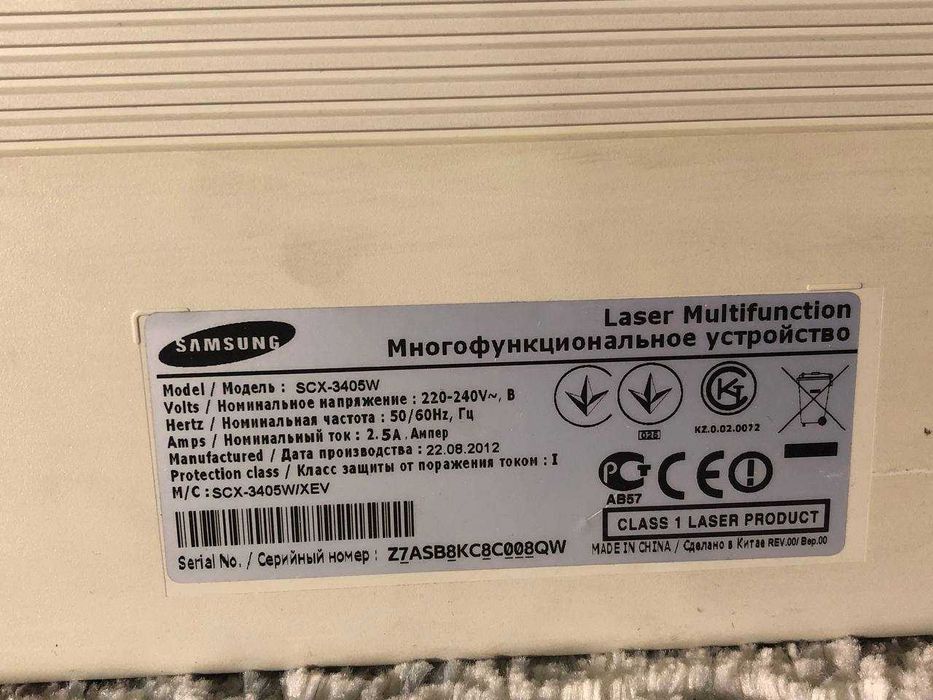 SAMSUNG
Laser Multifunction
Многофункциональное устройство
Model / Модель : SCX-3405W
Volts / Номинальное напряжение : 220-240V~, В
Hertz / Номинальная частота : 50/60Hz, Гц
Amps / Номинальный ток : 2.5A Ампер
Manufactured / Дата производства : 22.08.2012
Protection class / Класс защиты от поражения током : I
M/C : SCX-3405W/XEV
Serial No. / Серийный номер : Z7ASB8KC8C008QW
026
KZ.0.02.0072
АВ57
CE
CLASS 1 LASER PRODUCT
MADE IN CHINA / Сделано в Китае REV.00/ Вер.00